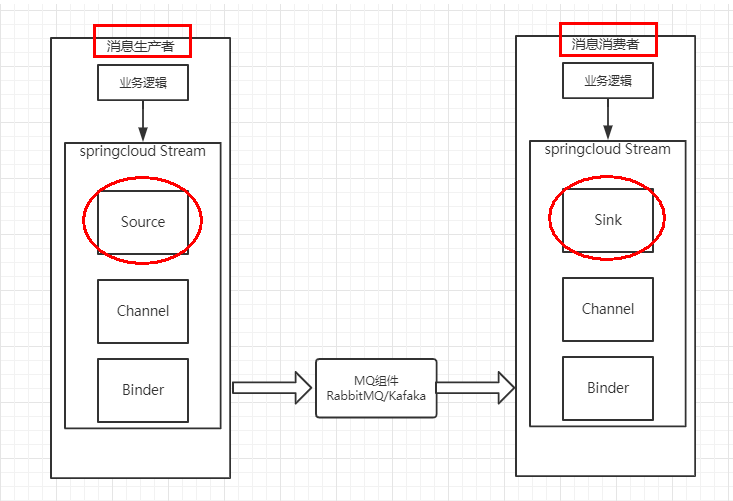 消息生产者
业务逻辑
springcloud Stream
Source
Channel
Binder
MQ组件
RabbitMQ/Kafaka
消息消费者
业务逻辑
springcloud Stream
Sink
Channel
Binder